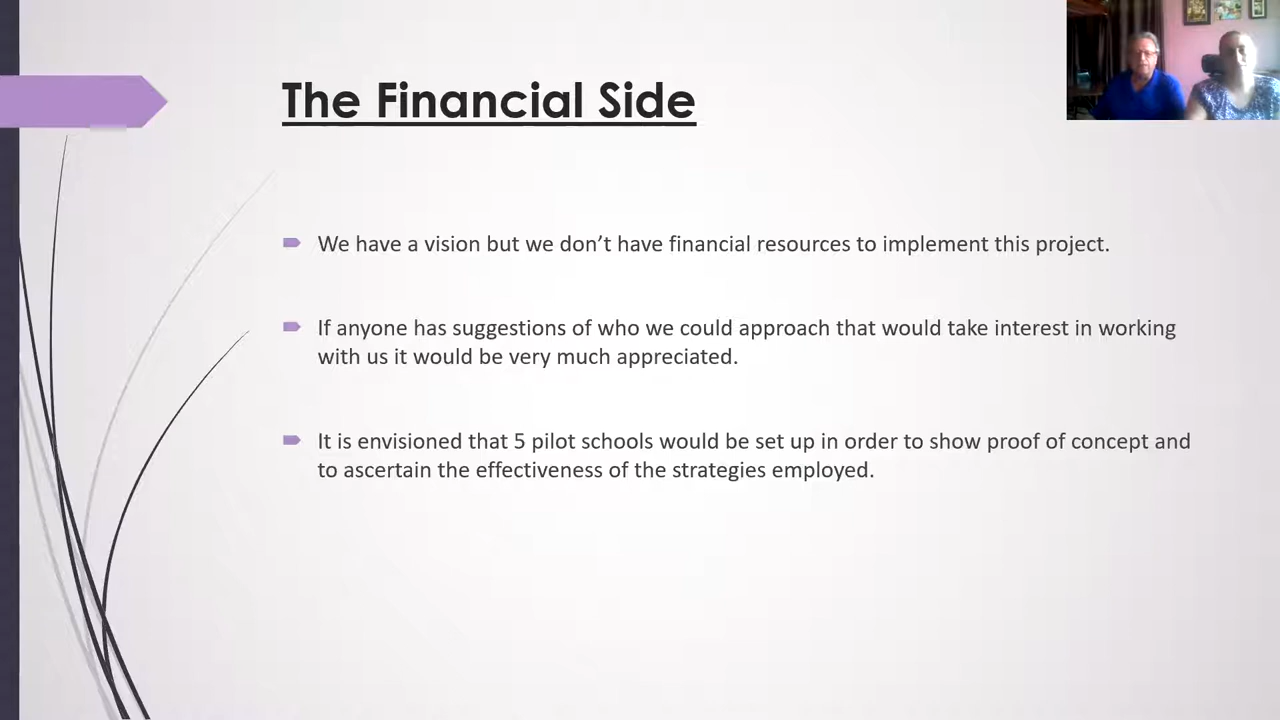 The Financial Side
We have a vision but we don’t have financial resources to implement this project.
If anyone has suggestions of who we could approach that would take interest in working
with us it would be very much appreciated.
It is envisioned that 5 pilot schools would be set up in order to show proof of concept and
to ascertain the effectiveness of the strategies employed.